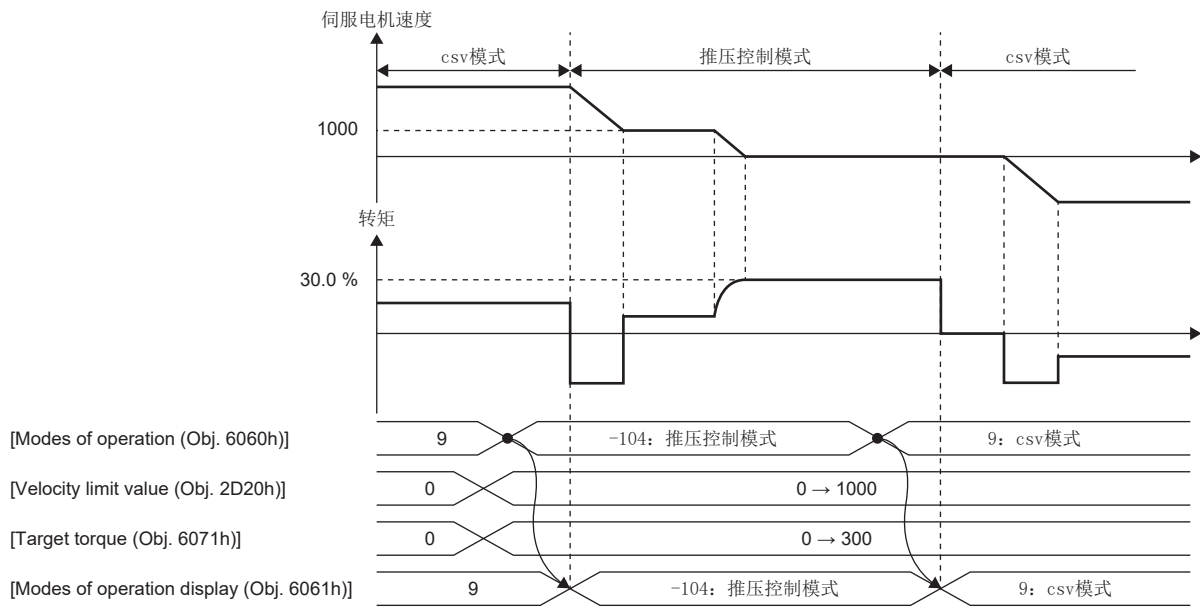 伺服电机速度
csv模式
推压控制模式
csv模式
1000
转矩
30.0 %
[Modes of operation (Obj. 6060h)]
9
-104: 推压控制模式
9: csv模式
[Velocity limit value (Obj. 2D20h)]
0
0 → 1000
[Target torque (Obj. 6071h)]
0
0 → 300
[Modes of operation display (Obj. 6061h)]
9
-104: 推压控制模式
9: csv模式